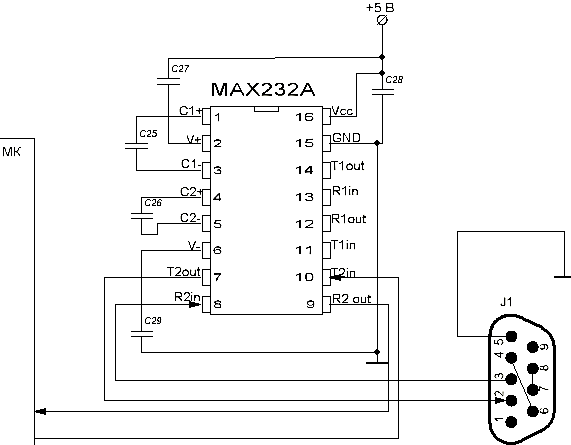 +5 В
C27
C28
MAX232A
C1+ 1 16 Vcc
C25
V+ 2 15 GND
МК
C1- 3 14 T1out
C2+ 4 13 R1in
C26
C2- 5 12 R1out
V- 6 11 T1in
T2out 7 10 T2in
R2in 8 9 R2 out
J1
C29
5 9
4 8
3 7
2 6
1